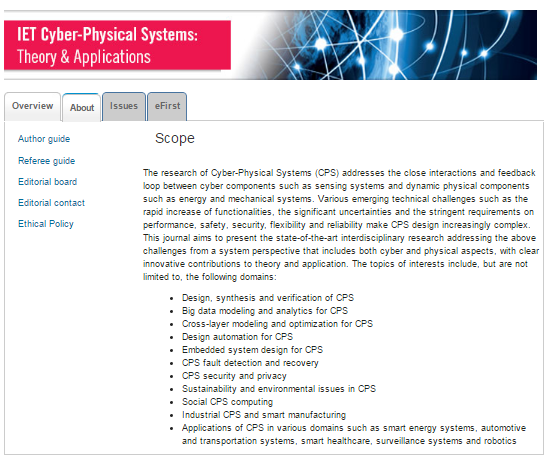 IET Cyber-Physical Systems:
Theory & Applications
Overview
About
Issues
eFirst
Author guide
Referee guide
Editorial board
Editorial contact
Ethical Policy
Scope
The research of Cyber-Physical Systems (CPS) addresses the close interactions and feedback
loop between cyber components such as sensing systems and dynamic physical components
such as energy and mechanical systems. Various emerging technical challenges such as the
rapid increase of functionalities, the significant uncertainties and the stringent requirements on
performance, safety, security, flexibility and reliability make CPS design increasingly complex.
This journal aims to present the state-of-the-art interdisciplinary research addressing the above
challenges from a system perspective that includes both cyber and physical aspects, with clear
innovative contributions to theory and application. The topics of interests include, but are not
limited to, the following domains:
• Design, synthesis and verification of CPS
• Big data modeling and analytics for CPS
• Cross-layer modeling and optimization for CPS
• Design automation for CPS
• Embedded system design for CPS
• CPS fault detection and recovery
• CPS security and privacy
• Sustainability and environmental issues in CPS
• Social CPS computing
• Industrial CPS and smart manufacturing
• Applications of CPS in various domains such as smart energy systems, automotive
and transportation systems, smart healthcare, surveillance systems and robotics